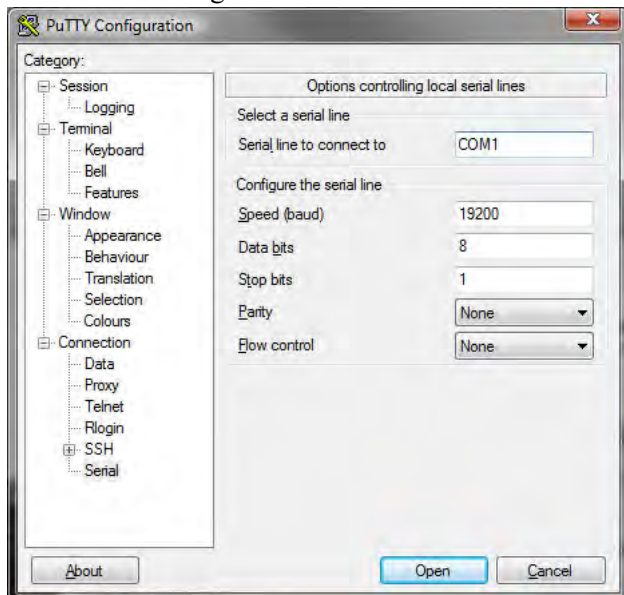 PuTTY Configuration
Category:
Session
Logging
Terminal
Keyboard
Bell
Features
Window
Appearance
Behaviour
Translation
Selection
Colours
Connection
Data
Proxy
Telnet
Rlogin
SSH
Serial
Options controlling local serial lines
Select a serial line
Serial line to connect to COM1
Configure the serial line
Speed (baud) 19200
Data bits 8
Stop bits 1
Parity None
Flow control None
About Open Cancel